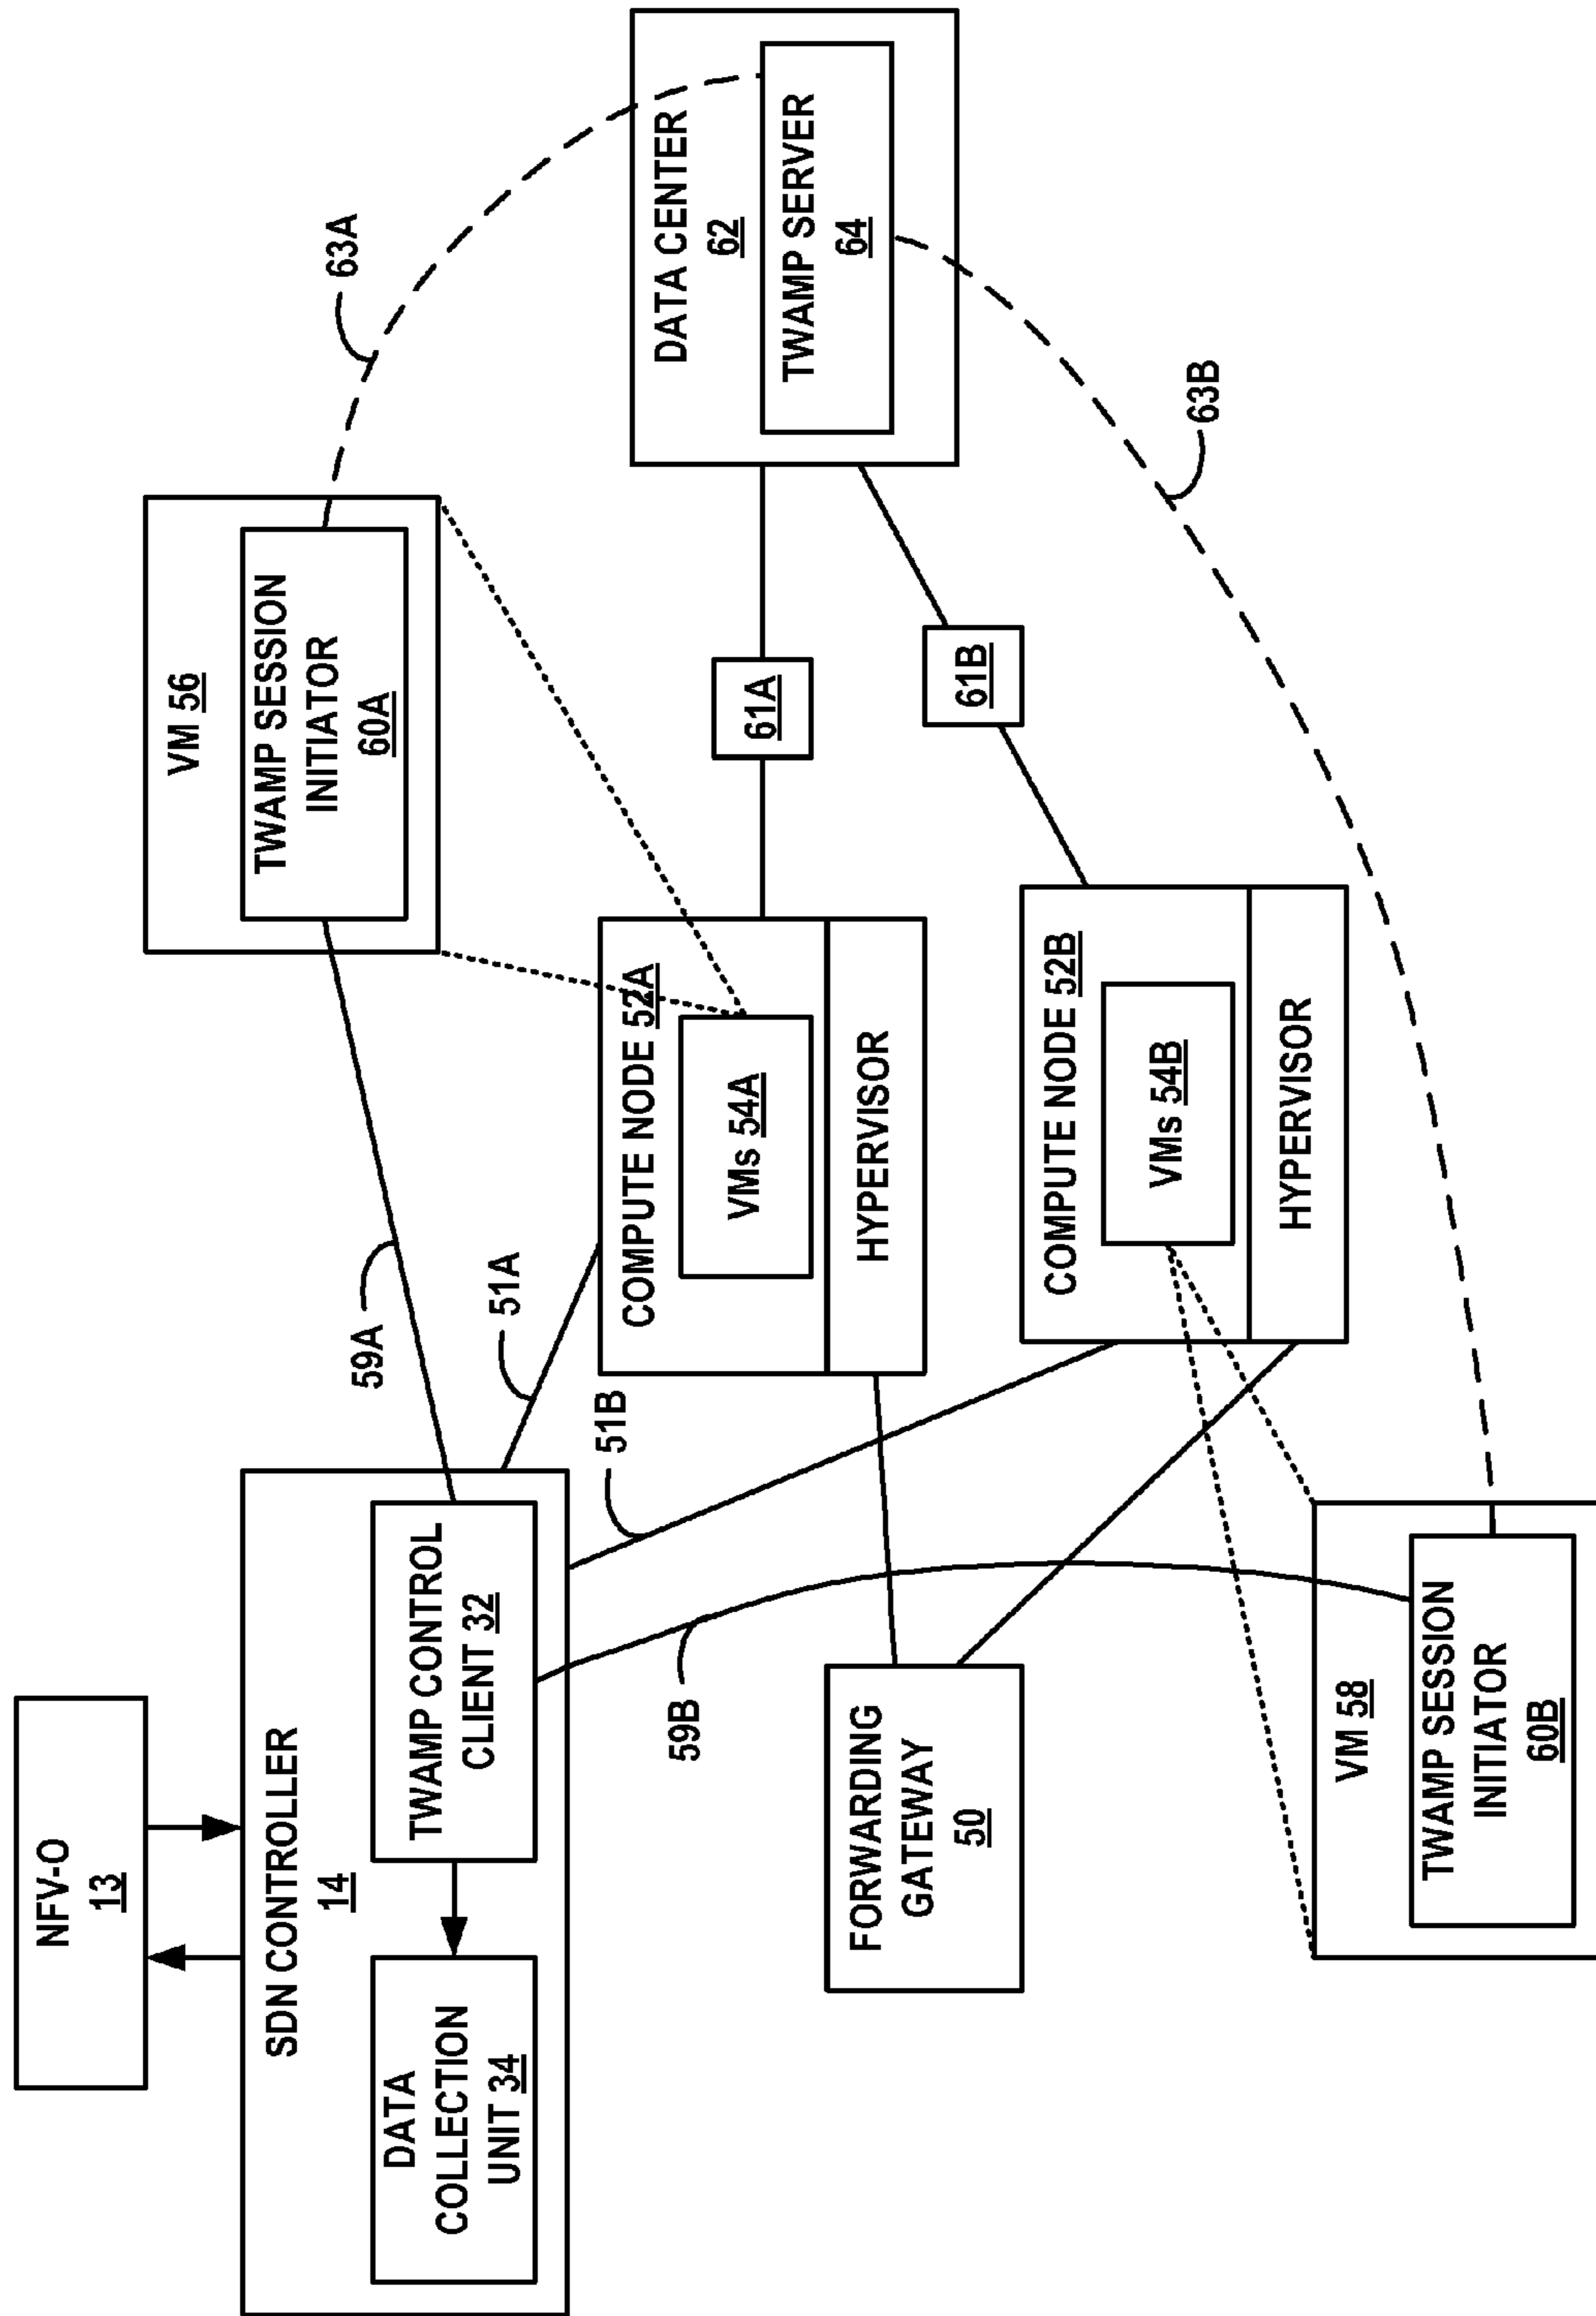 NFV-O
13
SDN CONTROLLER
14
DATA
COLLECTION
UNIT 34
TWAMP CONTROL
CLIENT 32
59A
51A
51B
59B
VM 56
TWAMP SESSION
INITIATOR
60A
63A
COMPUTE NODE 52A
VMs 54A
HYPERVISOR
61A
DATA CENTER
62
TWAMP SERVER
64
FORWARDING
GATEWAY
50
COMPUTE NODE 52B
VMs 54B
HYPERVISOR
61B
63B
VM 58
TWAMP SESSION
INITIATOR
60B